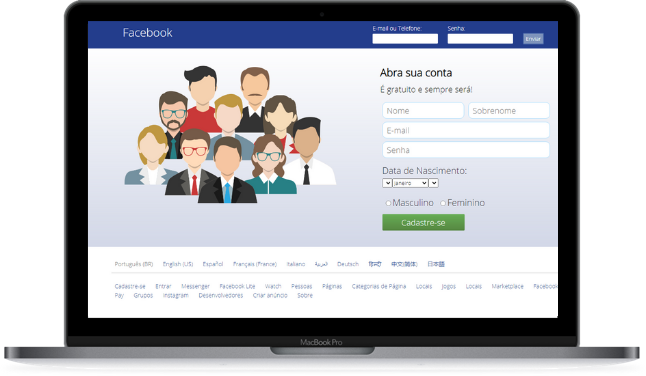 Facebook
E-mail ou Telefone:
Senha:
Enviar
Abra sua conta
É gratuito e sempre será!
Nome
Sobrenome
E-mail
Senha
Data de Nascimento:
Janeiro
Masculino Feminino
Cadastre-se
Português (BR) English (US) Español Français (France) Italiano العربية Deutsch हिन्दी 中文(简体) 日本語
Cadastre-se Entrar Messenger Facebook Lite Watch Pessoas Páginas Categorias de Página Locais Jogos Locais Marketplace Facebook
Pay Grupos Instagram Desenvolvedores Criar anúncio Sobre
MacBook Pro